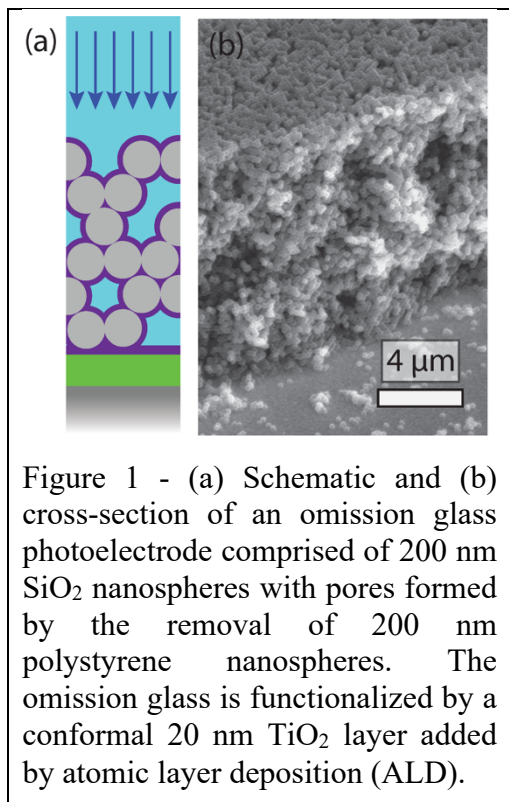 (a)
(b)
4 μm
Figure 1 - (a) Schematic and (b)
cross-section of an omission glass
photoelectrode comprised of 200 nm
SiO₂ nanospheres with pores formed
by the removal of 200 nm
polystyrene nanospheres. The
omission glass is functionalized by a
conformal 20 nm TiO₂ layer added
by atomic layer deposition (ALD).